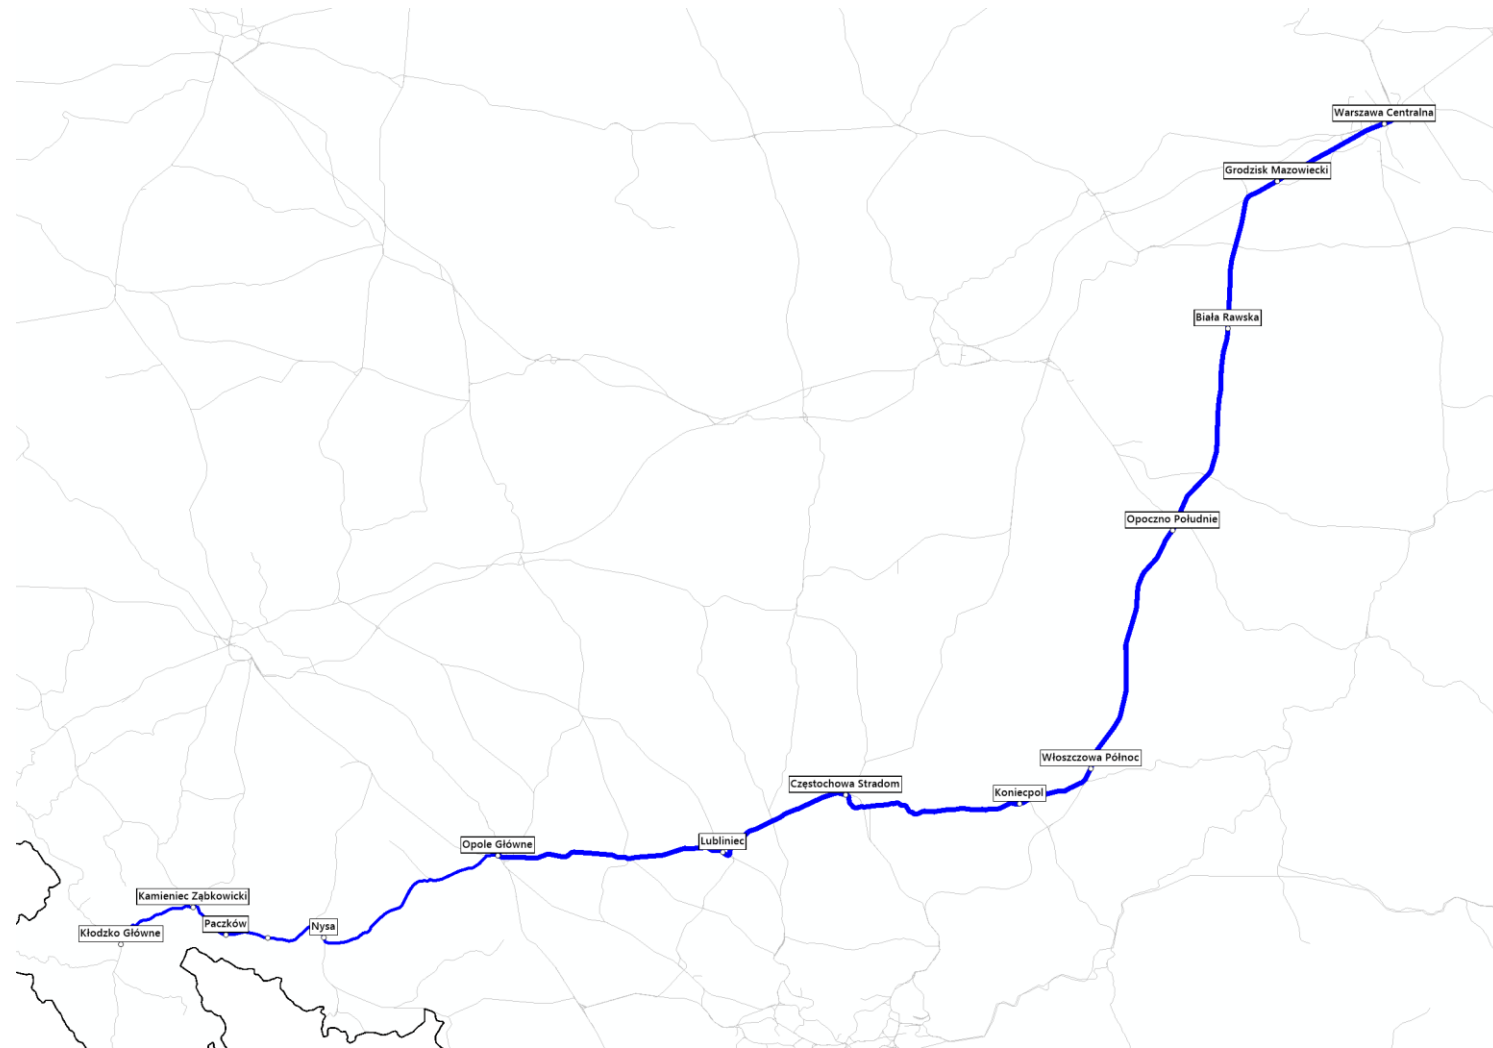 Warszawa Centralna
Grodzisk Mazowiecki
Biała Rawska
Opoczno Południe
Włoszczowa Północ
Częstochowa Stradom
Koniecpol
Lubliniec
Opole Główne
Kamieniec Ząbkowicki
Paczków
Nysa
Kłodzko Główne